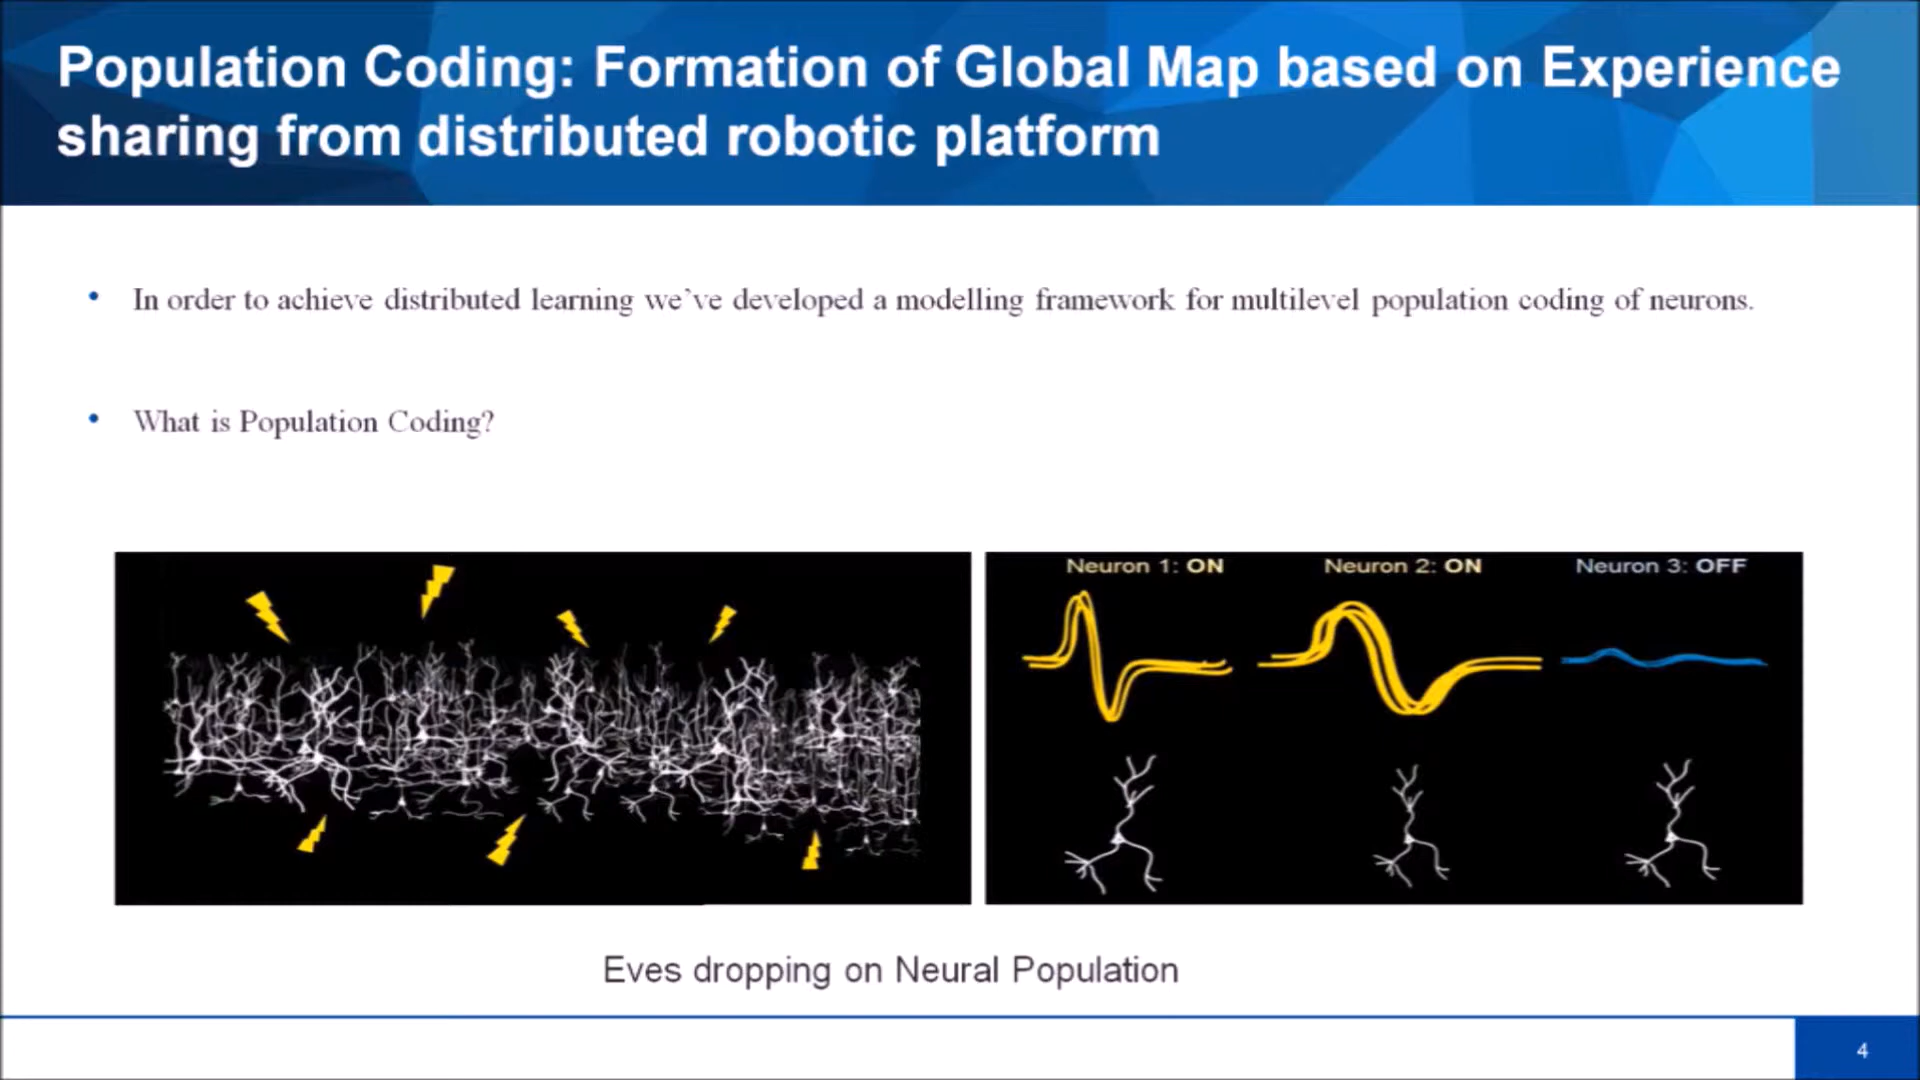 Population Coding: Formation of Global Map based on Experience
sharing from distributed robotic platform
• In order to achieve distributed learning we've developed a modelling framework for multilevel population coding of neurons.
• What is Population Coding?
Neuron 1: ON Neuron 2: ON Neuron 3: OFF
Eves dropping on Neural Population
4